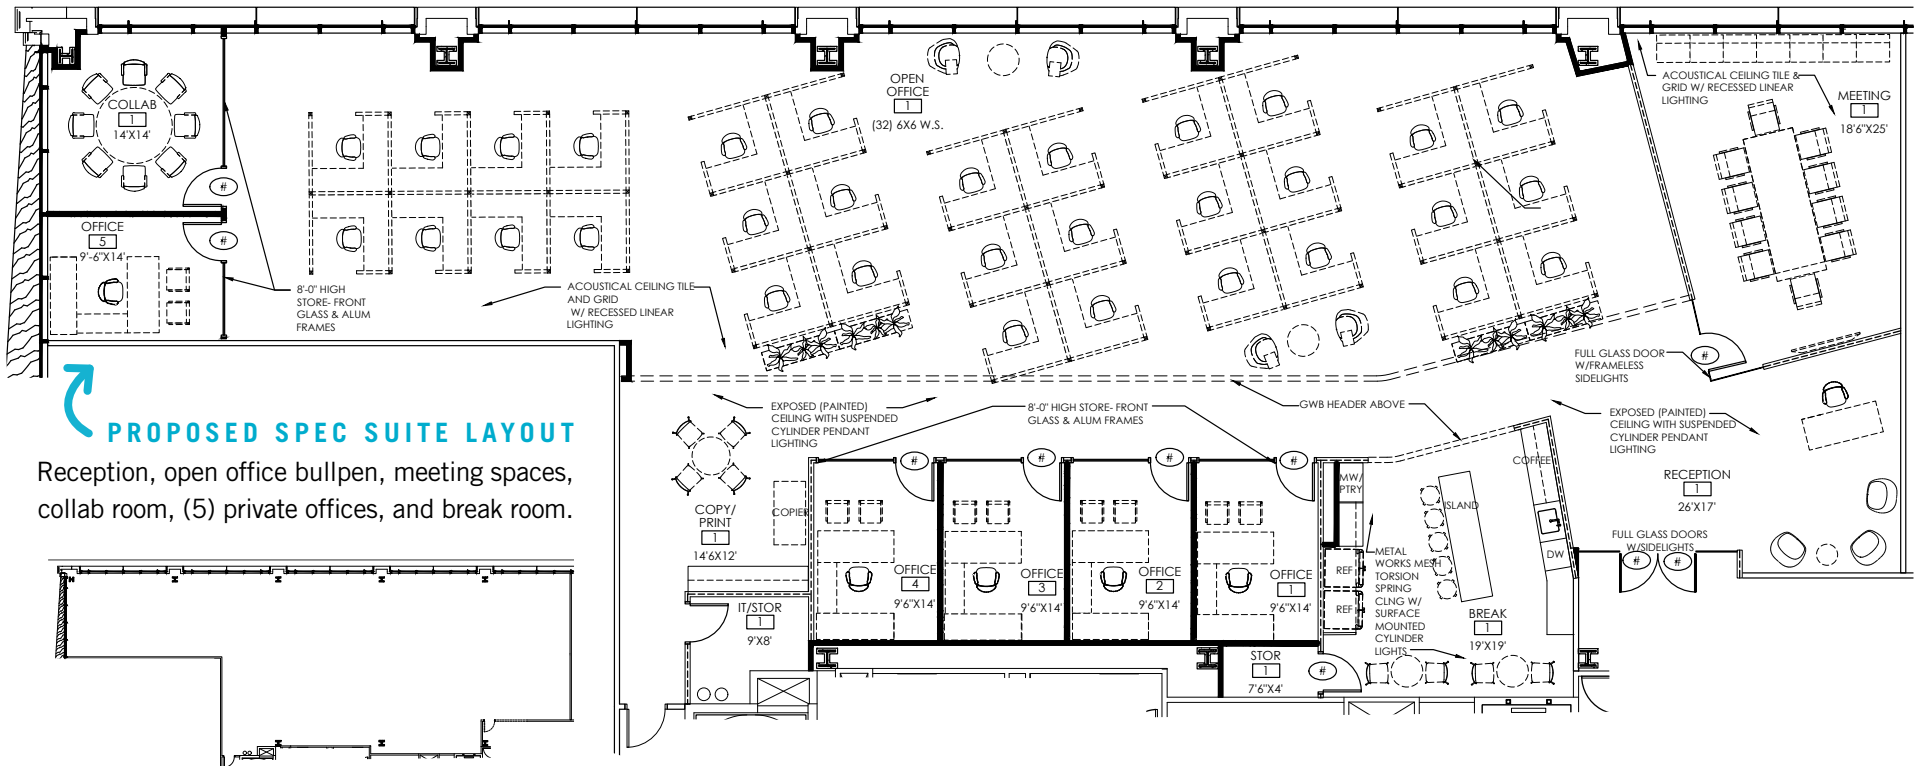 COLLAB
1
14'X14'
#
OFFICE
5
9'-6"X14'
#
8'-0" HIGH
STORE- FRONT
GLASS & ALUM
FRAMES
ACOUSTICAL CEILING TILE
AND GRID
W/ RECESSED LINEAR
LIGHTING
OPEN
OFFICE
1
(32) 6X6 W.S.
ACOUSTICAL CEILING TILE &
GRID W/ RECESSED LINEAR
LIGHTING
MEETING
1
18'6"X25'
FULL GLASS DOOR
W/FRAMELESS
SIDELIGHTS
#
PROPOSED SPEC SUITE LAYOUT
Reception, open office bullpen, meeting spaces,
collab room, (5) private offices, and break room.
EXPOSED (PAINTED)
CEILING WITH SUSPENDED
CYLINDER PENDANT
LIGHTING
8'-0" HIGH STORE- FRONT
GLASS & ALUM FRAMES
GWB HEADER ABOVE
EXPOSED (PAINTED)
CEILING WITH SUSPENDED
CYLINDER PENDANT
LIGHTING
COPY/
PRINT
1
14'6X12'
COPIER
IT/STOR
1
9'X8'
#
OFFICE
4
9'6"X14'
#
OFFICE
3
9'6"X14'
#
OFFICE
2
9'6"X14'
#
OFFICE
1
9'6"X14'
STOR
1
7'6"X4'
#
MW/
PTRY
REF
REF
METAL
WORKS MESH
TORSION
SPRING
CLNG W/
SURFACE
MOUNTED
CYLINDER
LIGHTS
ISLAND
COFFEE
DW
BREAK
1
19'X19'
RECEPTION
1
26'X17'
FULL GLASS DOORS
W/SIDELIGHTS
#
#